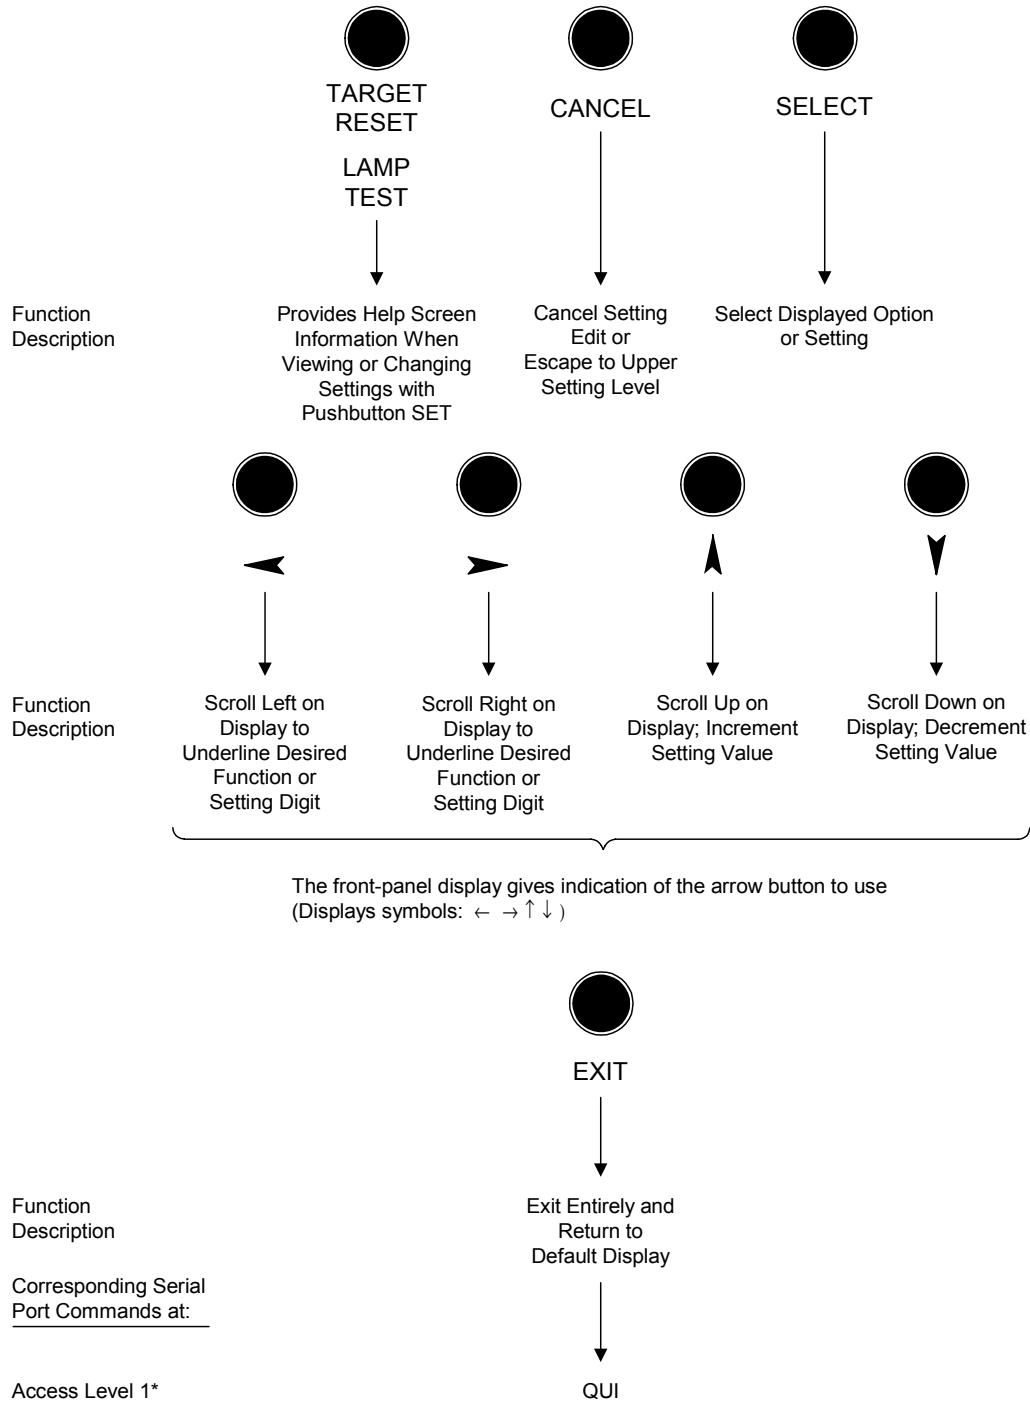 TARGET
RESET
LAMP
TEST
CANCEL
SELECT
Function
Description
Provides Help Screen
Information When
Viewing or Changing
Settings with
Pushbutton SET
Cancel Setting
Edit or
Escape to Upper
Setting Level
Select Displayed Option
or Setting
Function
Description
Scroll Left on
Display to
Underline Desired
Function or
Setting Digit
Scroll Right on
Display to
Underline Desired
Function or
Setting Digit
Scroll Up on
Display; Increment
Setting Value
Scroll Down on
Display; Decrement
Setting Value
The front-panel display gives indication of the arrow button to use
(Displays symbols: ← → ↑ ↓ )
EXIT
Function
Description
Exit Entirely and
Return to
Default Display
Corresponding Serial
Port Commands at:
Access Level 1*
QUI